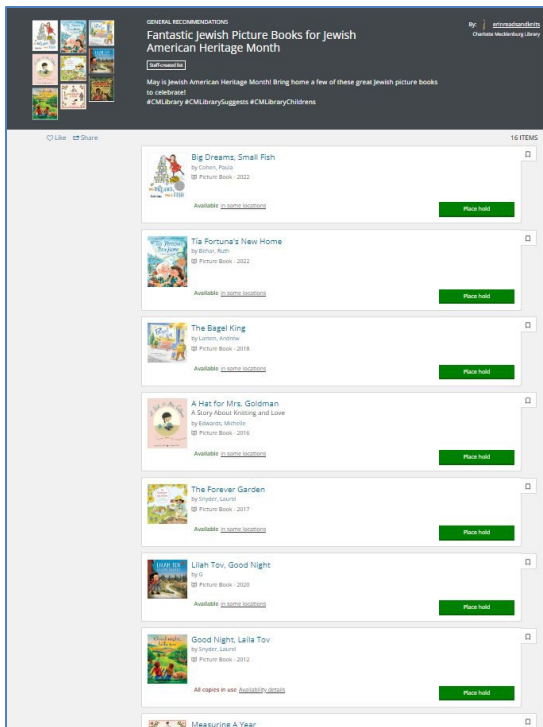 GENERAL RECOMMENDATIONS
Fantastic Jewish Picture Books for Jewish
American Heritage Month
Staff-created list
May is Jewish American Heritage Month! Bring home a few of these great Jewish picture books
to celebrate!
#CMLibrary #CMLibrarySuggests #CMLibraryChildrens
By: erinreadsandknits
Charlotte Mecklenburg Library
Like Share
16 ITEMS
Big Dreams, Small Fish
by Cohen, Paula
Picture Book - 2022
Available in some locations
Place hold
Tía Fortuna's New Home
by Behar, Ruth
Picture Book - 2022
Available in some locations
Place hold
The Bagel King
by Larsen, Andrew
Picture Book - 2018
Available in some locations
Place hold
A Hat for Mrs. Goldman
A Story About Knitting and Love
by Edwards, Michelle
Picture Book - 2016
Available in some locations
Place hold
The Forever Garden
by Snyder, Laurel
Picture Book - 2017
Available in some locations
Place hold
Lilah Tov, Good Night
by G
Picture Book - 2020
Available in some locations
Place hold
Good Night, Laila Tov
by Snyder, Laurel
Picture Book - 2012
All copies in use Availability details
Place hold
Measuring A Year